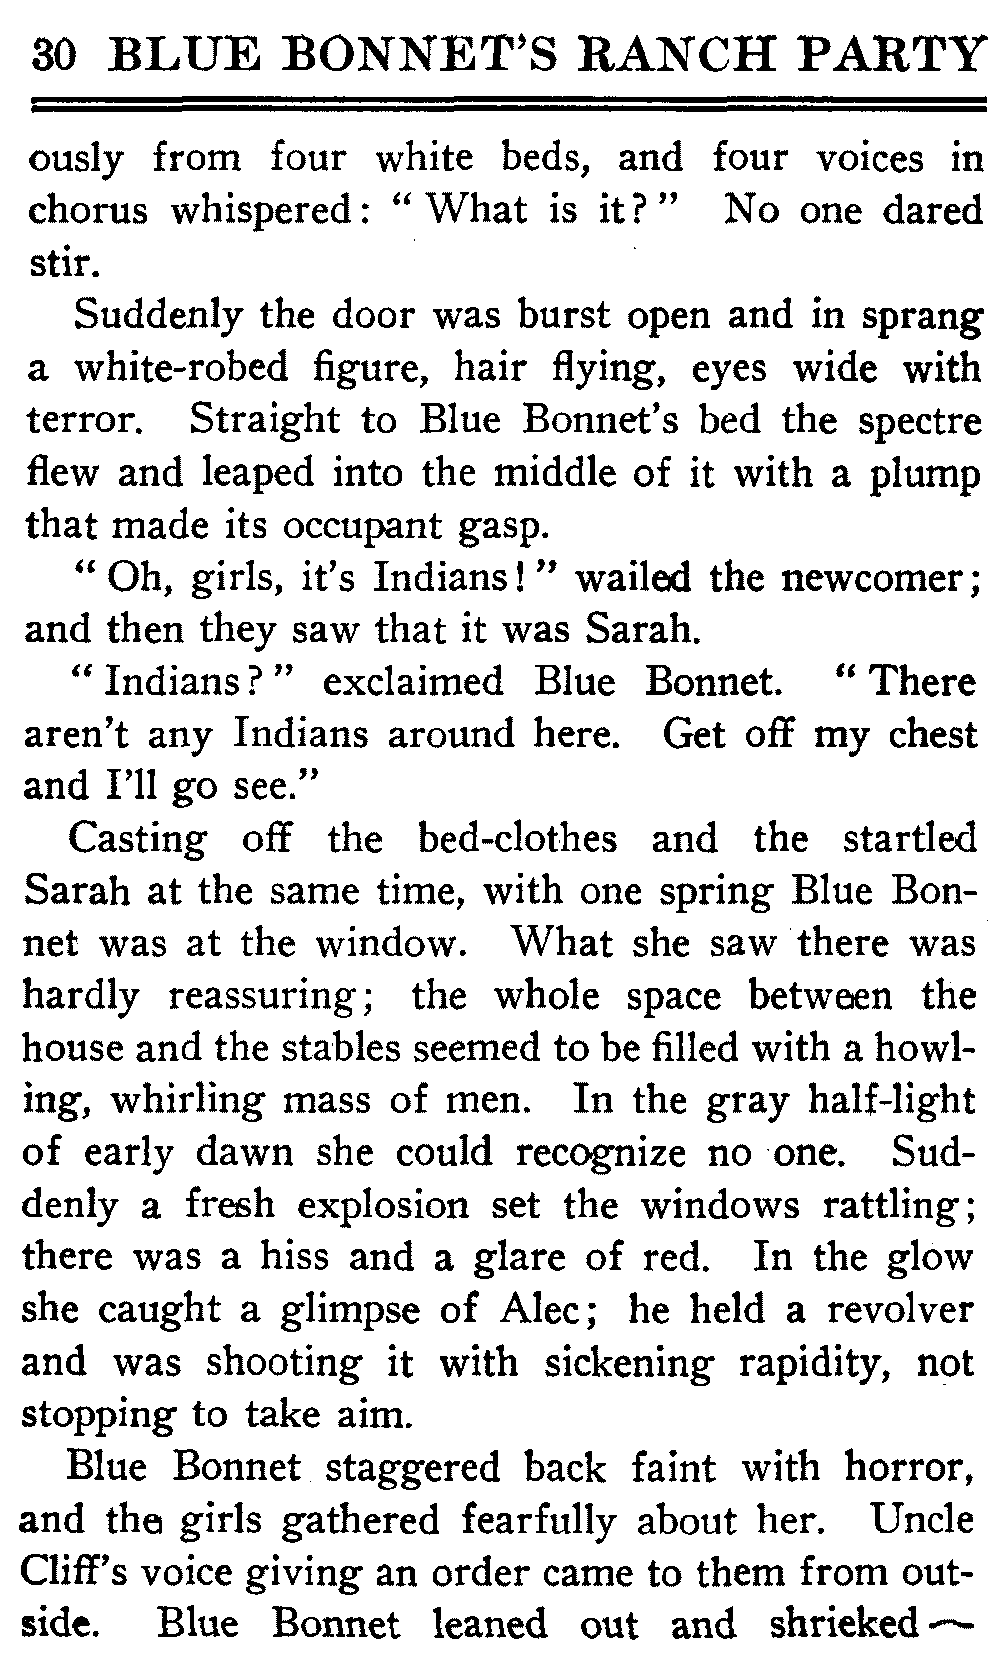 30 BLUE BONNET'S RANCH PARTY
ously from four white beds, and four voices in
chorus whispered: " What is it? " No one dared
stir.
Suddenly the door was burst open and in sprang
a white-robed figure, hair flying, eyes wide with
terror. Straight to Blue Bonnet's bed the spectre
flew and leaped into the middle of it with a plump
that made its occupant gasp.
" Oh, girls, it's Indians! " wailed the newcomer;
and then they saw that it was Sarah.
" Indians? " exclaimed Blue Bonnet. " There
aren't any Indians around here. Get off my chest
and I'll go see."
Casting off the bed-clothes and the startled
Sarah at the same time, with one spring Blue Bon-
net was at the window. What she saw there was
hardly reassuring; the whole space between the
house and the stables seemed to be filled with a howl-
ing, whirling mass of men. In the gray half-light
of early dawn she could recognize no one. Sud-
denly a fresh explosion set the windows rattling;
there was a hiss and a glare of red. In the glow
she caught a glimpse of Alec; he held a revolver
and was shooting it with sickening rapidity, not
stopping to take aim.
Blue Bonnet staggered back faint with horror,
and the girls gathered fearfully about her. Uncle
Cliff's voice giving an order came to them from out-
side. Blue Bonnet leaned out and shrieked —